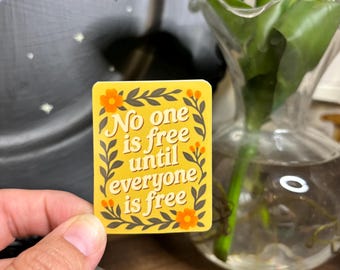 No one
is free
until
everyone
is free